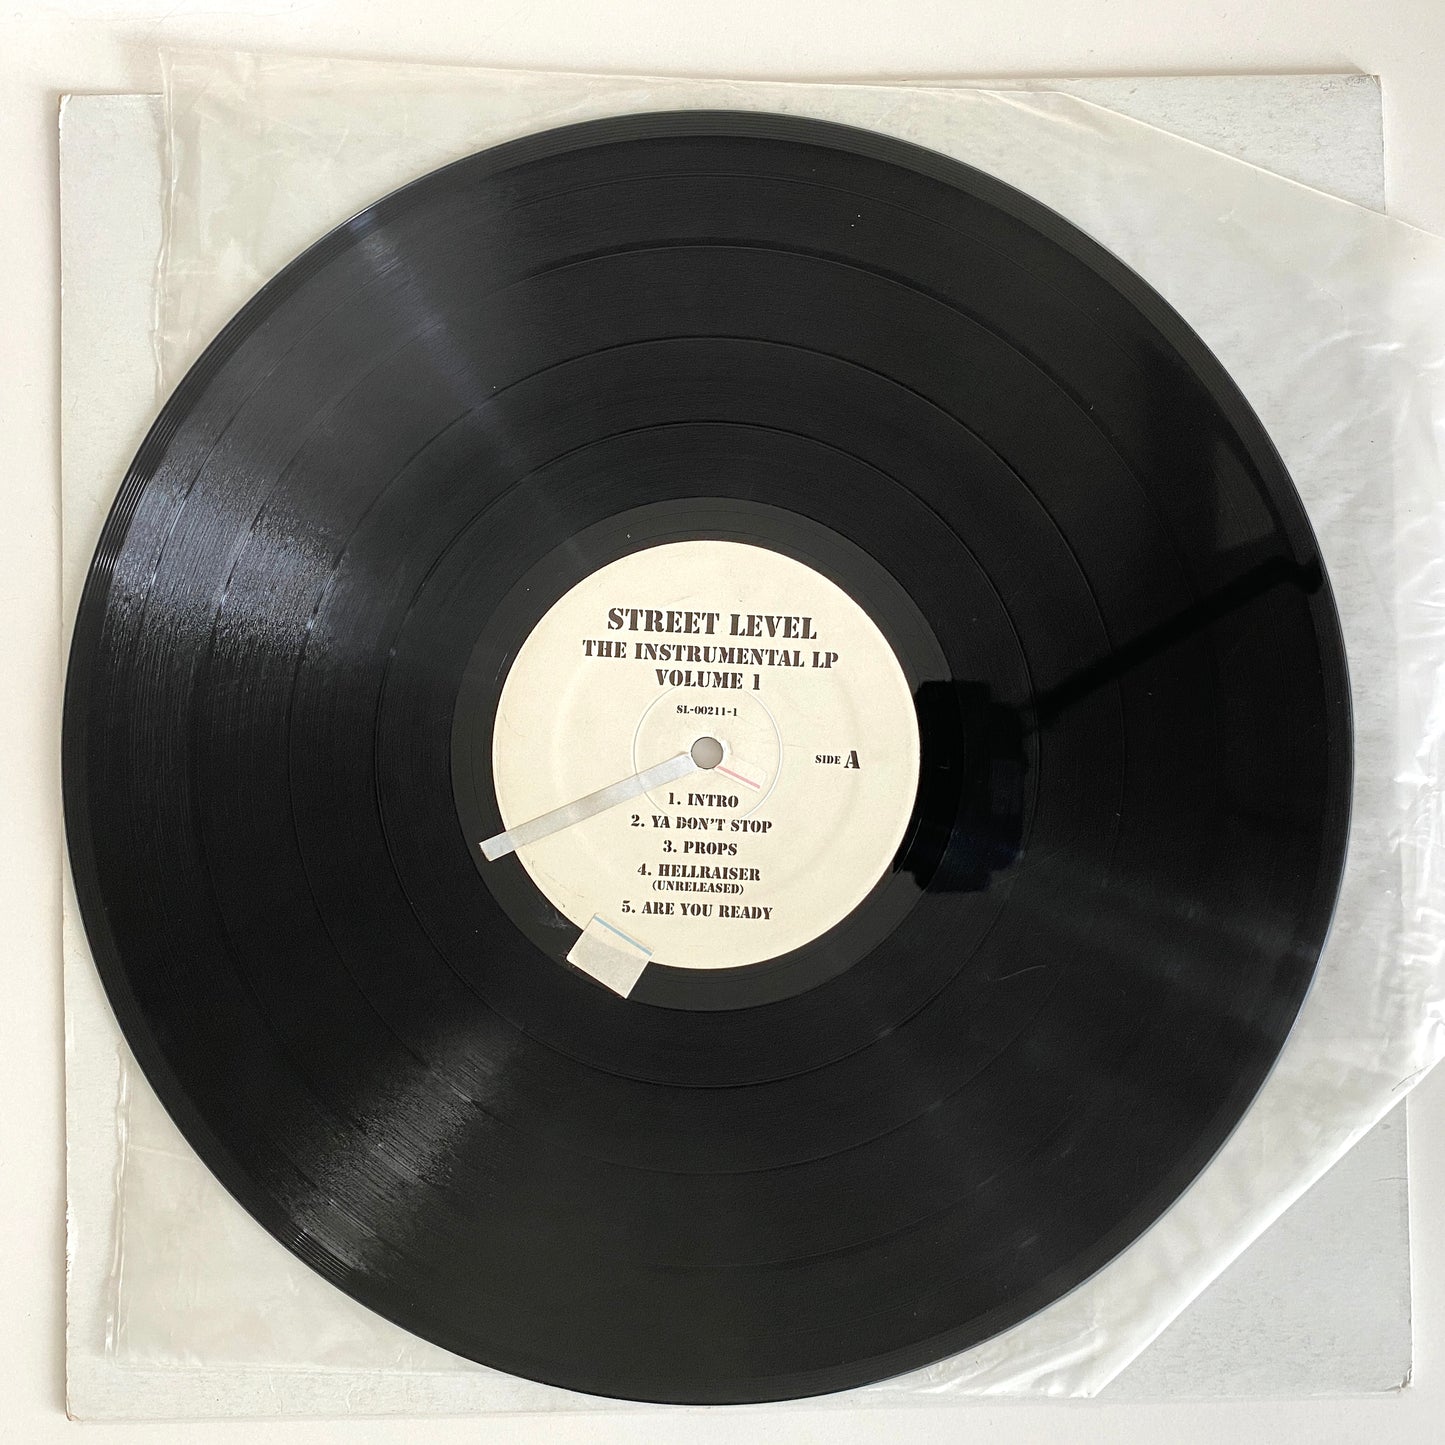 STREET LEVEL
THE INSTRUMENTAL LP
VOLUME 1
SL-00211-1
SIDE A
1. INTRO
2. YA DON'T STOP
3. PROPS
4. HELLRAISER
(UNRELEASED)
5. ARE YOU READY